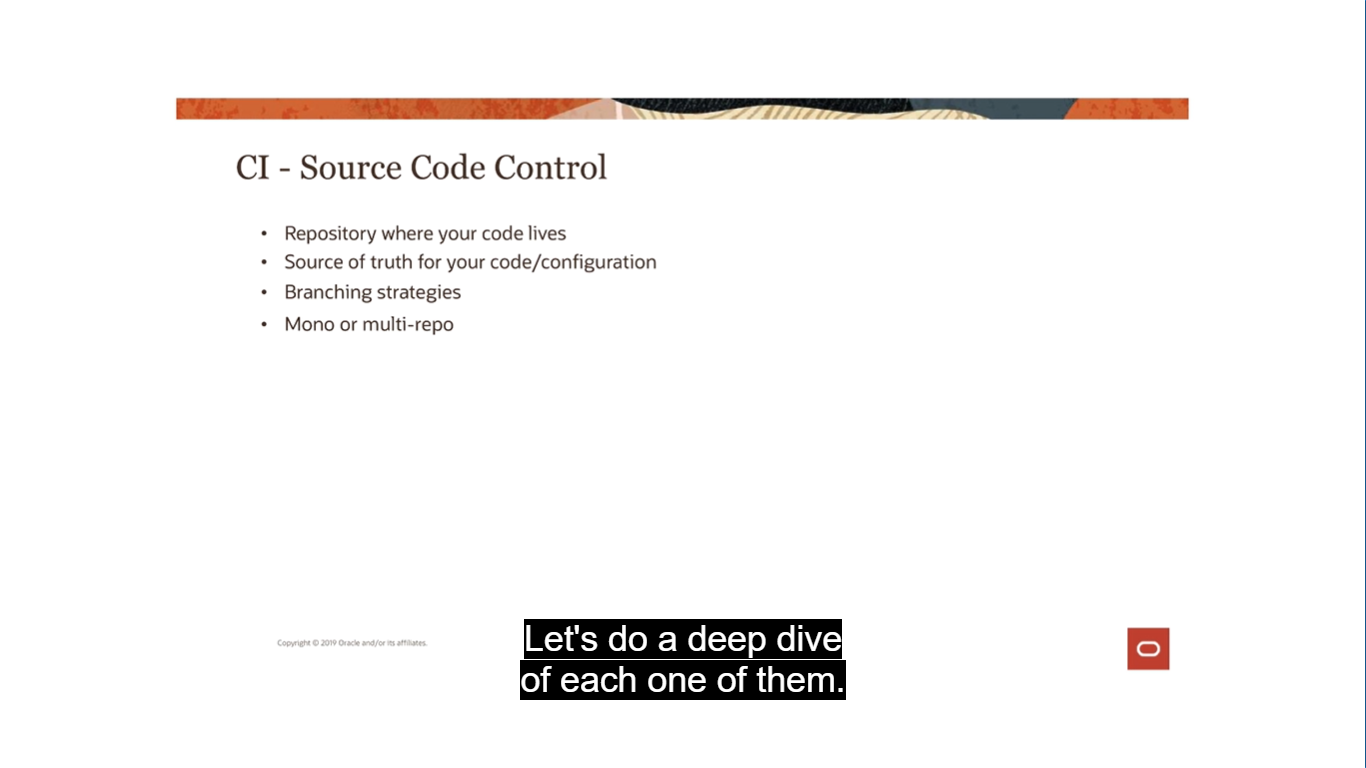 CI - Source Code Control
• Repository where your code lives
• Source of truth for your code/configuration
• Branching strategies
• Mono or multi-repo
Copyright © 2019 Oracle and/or its affiliates.
Let's do a deep dive
of each one of them.